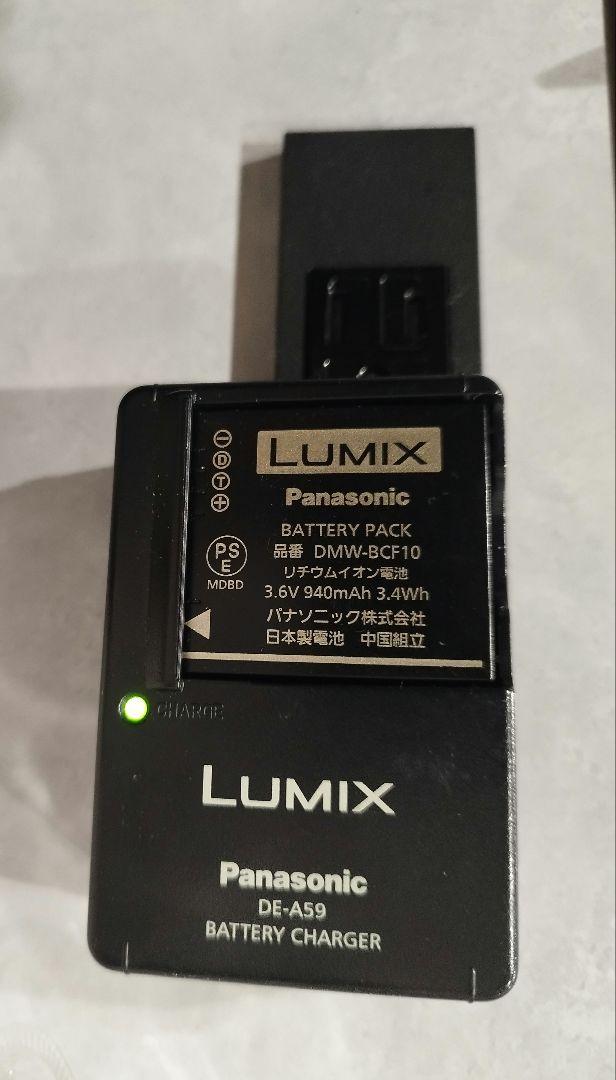 LUMIX
Panasonic
BATTERY PACK
品番 DMW-BCF10
リチウムイオン電池
3.6V 940mAh 3.4Wh
パナソニック株式会社
日本製電池 中国組立
D
T
PS
E
MDBD
CHARGE
LUMIX
Panasonic
DE-A59
BATTERY CHARGER